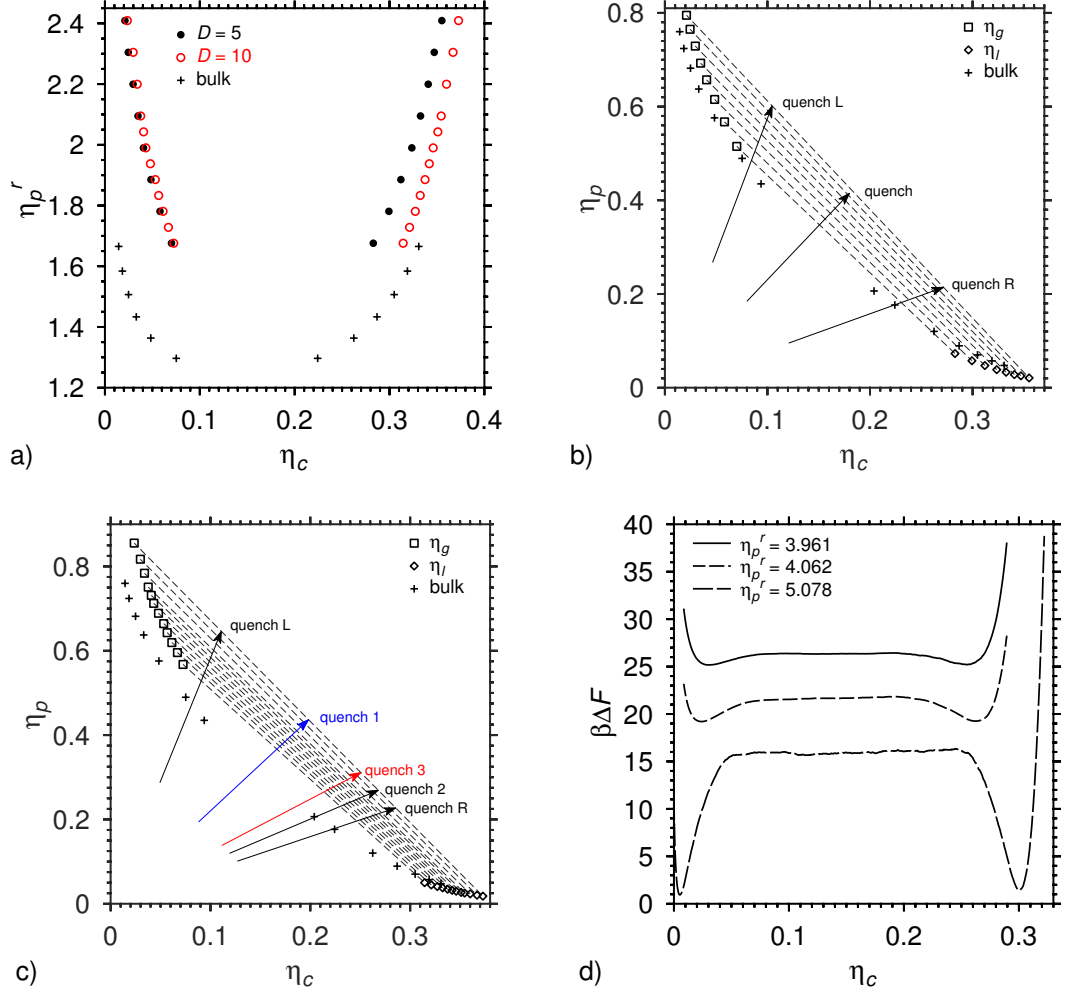 2.4
2.2
2
1.8
1.6
1.4
1.2
η_p^r
D = 5
D = 10
bulk
0 0.1 0.2 0.3 0.4
a)
η_c
0.8
0.6
0.4
0.2
0
η_p
η_g
η_l
bulk
quench L
quench
quench R
0 0.1 0.2 0.3
b)
η_c
0.8
0.6
0.4
0.2
0
η_p
η_g
η_l
bulk
quench L
quench 1
quench 3
quench 2
quench R
0 0.1 0.2 0.3
c)
η_c
40
35
30
25
20
15
10
5
0
βΔF
η_p^r = 3.961
η_p^r = 4.062
η_p^r = 5.078
0 0.1 0.2 0.3
d)
η_c